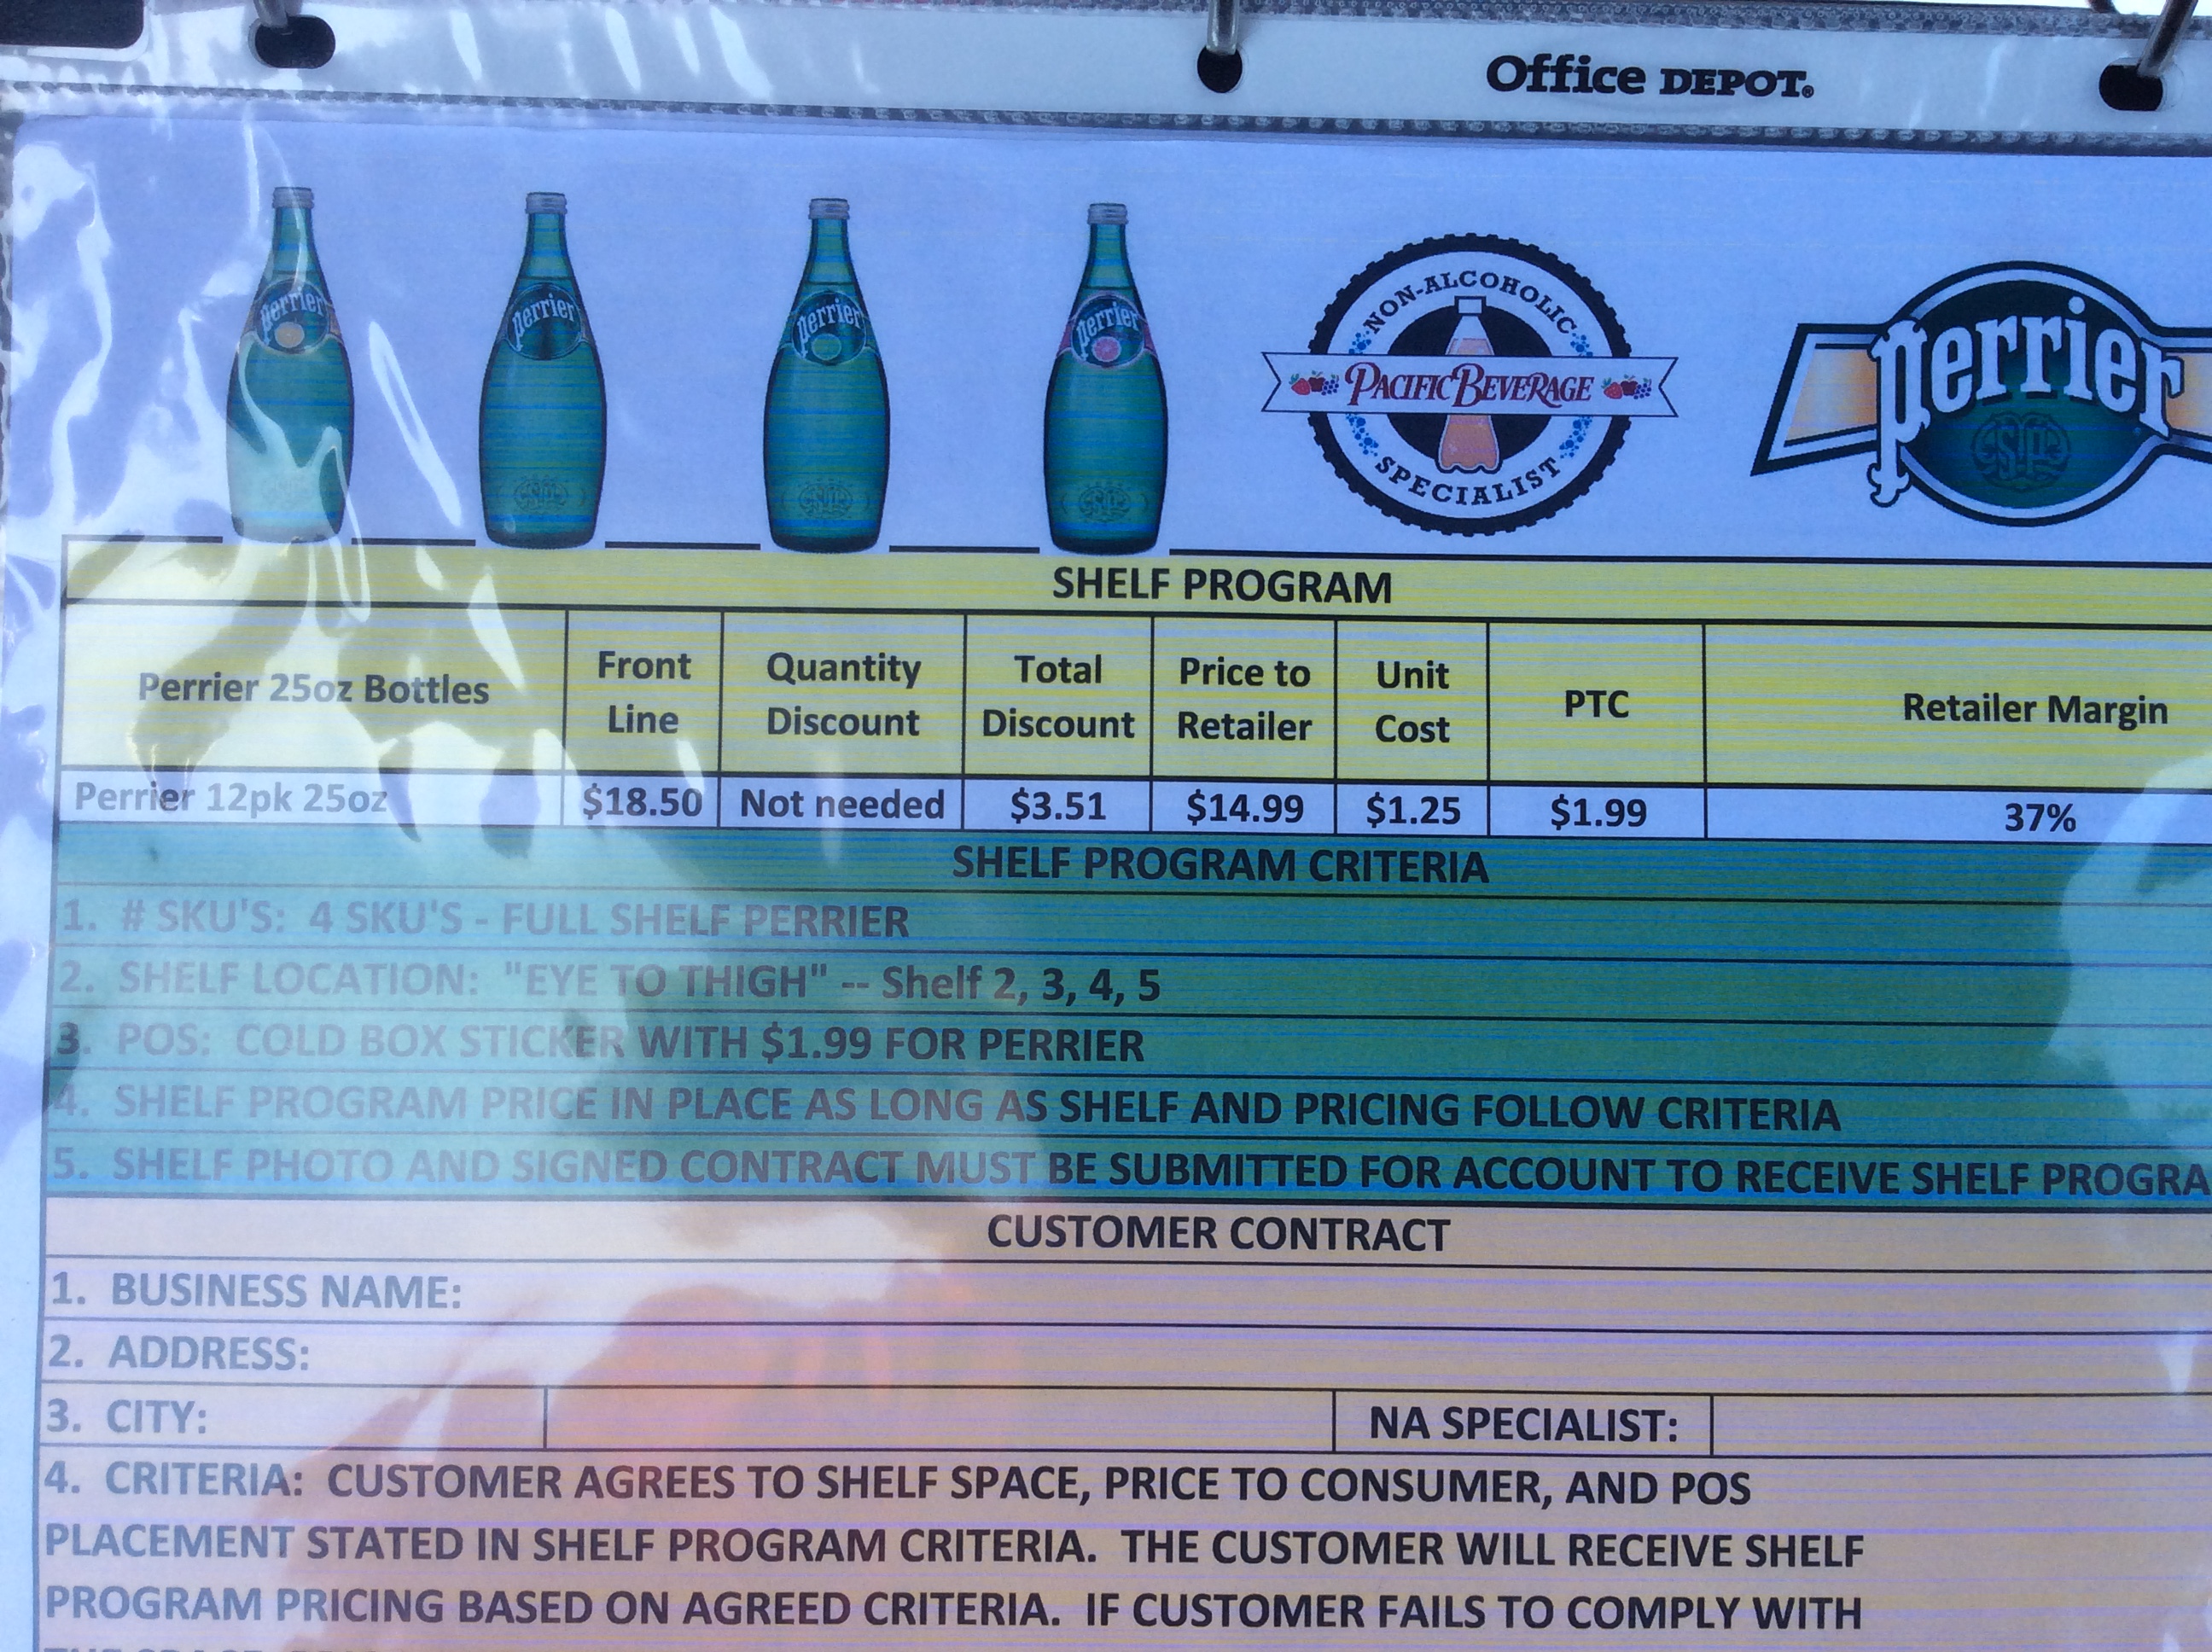 Office DEPOT®
perrier
perrier
perrier
perrier
NON-ALCOHOLIC
PACIFIC BEVERAGE
SPECIALIST
perrier
SHELF PROGRAM
Perrier 25oz Bottles
Front Line
Quantity Discount
Total Discount
Price to Retailer
Unit Cost
PTC
Retailer Margin
Perrier 12pk 25oz $18.50 Not needed $3.51 $14.99 $1.25 $1.99 37%
SHELF PROGRAM CRITERIA
1. # SKU'S: 4 SKU'S - FULL SHELF PERRIER
2. SHELF LOCATION: "EYE TO THIGH" -- Shelf 2, 3, 4, 5
3. POS: COLD BOX STICKER WITH $1.99 FOR PERRIER
4. SHELF PROGRAM PRICE IN PLACE AS LONG AS SHELF AND PRICING FOLLOW CRITERIA
5. SHELF PHOTO AND SIGNED CONTRACT MUST BE SUBMITTED FOR ACCOUNT TO RECEIVE SHELF PROGRA
CUSTOMER CONTRACT
1. BUSINESS NAME:
2. ADDRESS:
3. CITY: NA SPECIALIST:
4. CRITERIA: CUSTOMER AGREES TO SHELF SPACE, PRICE TO CONSUMER, AND POS
PLACEMENT STATED IN SHELF PROGRAM CRITERIA. THE CUSTOMER WILL RECEIVE SHELF
PROGRAM PRICING BASED ON AGREED CRITERIA. IF CUSTOMER FAILS TO COMPLY WITH